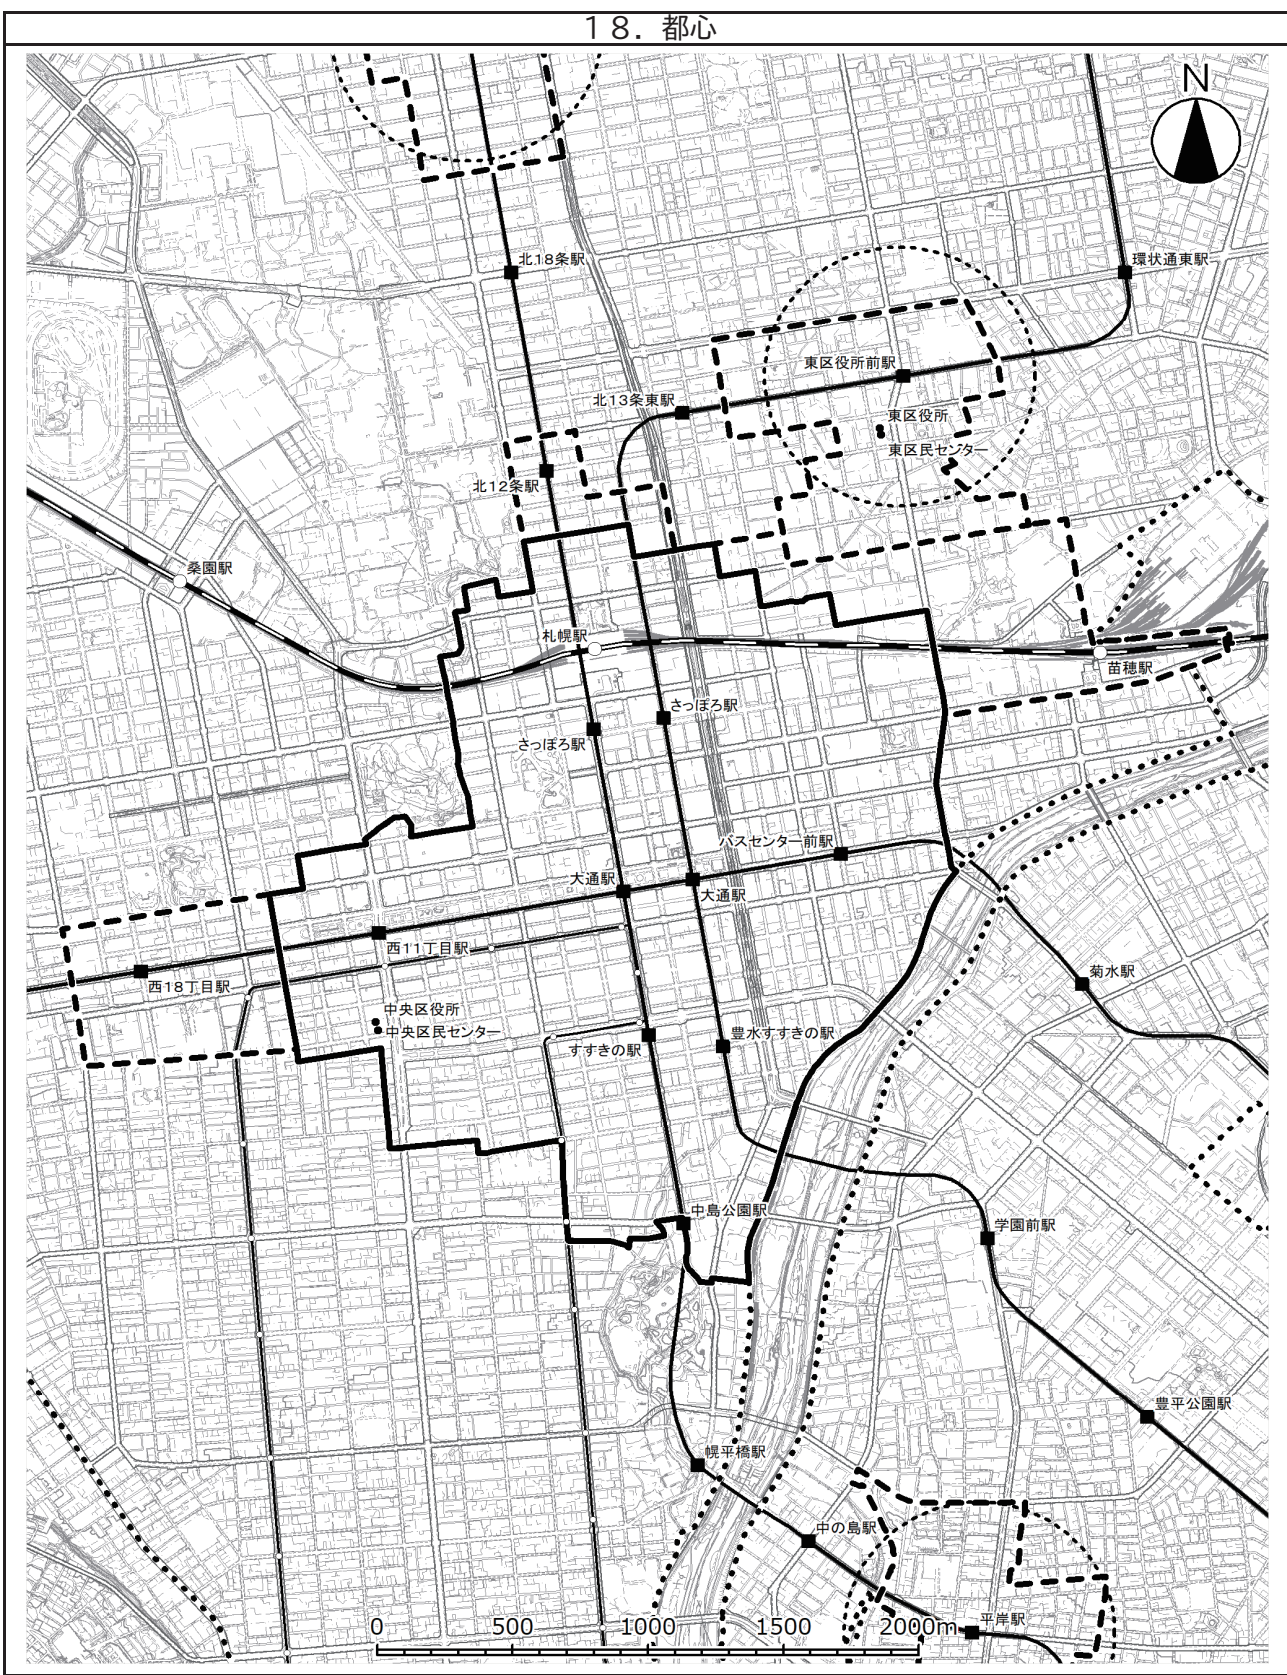 １８．都心
N
北18条駅
環状通東駅
東区役所前駅
北13条東駅
東区役所
東区民センター
北12条駅
桑園駅
札幌駅
苗穂駅
さっぽろ駅
さっぽろ駅
バスセンター前駅
大通駅
大通駅
西11丁目駅
西18丁目駅
菊水駅
中央区役所
中央区民センター
すすきの駅
豊水すすきの駅
中島公園駅
学園前駅
豊平公園駅
幌平橋駅
中の島駅
平岸駅
0 500 1000 1500 2000m